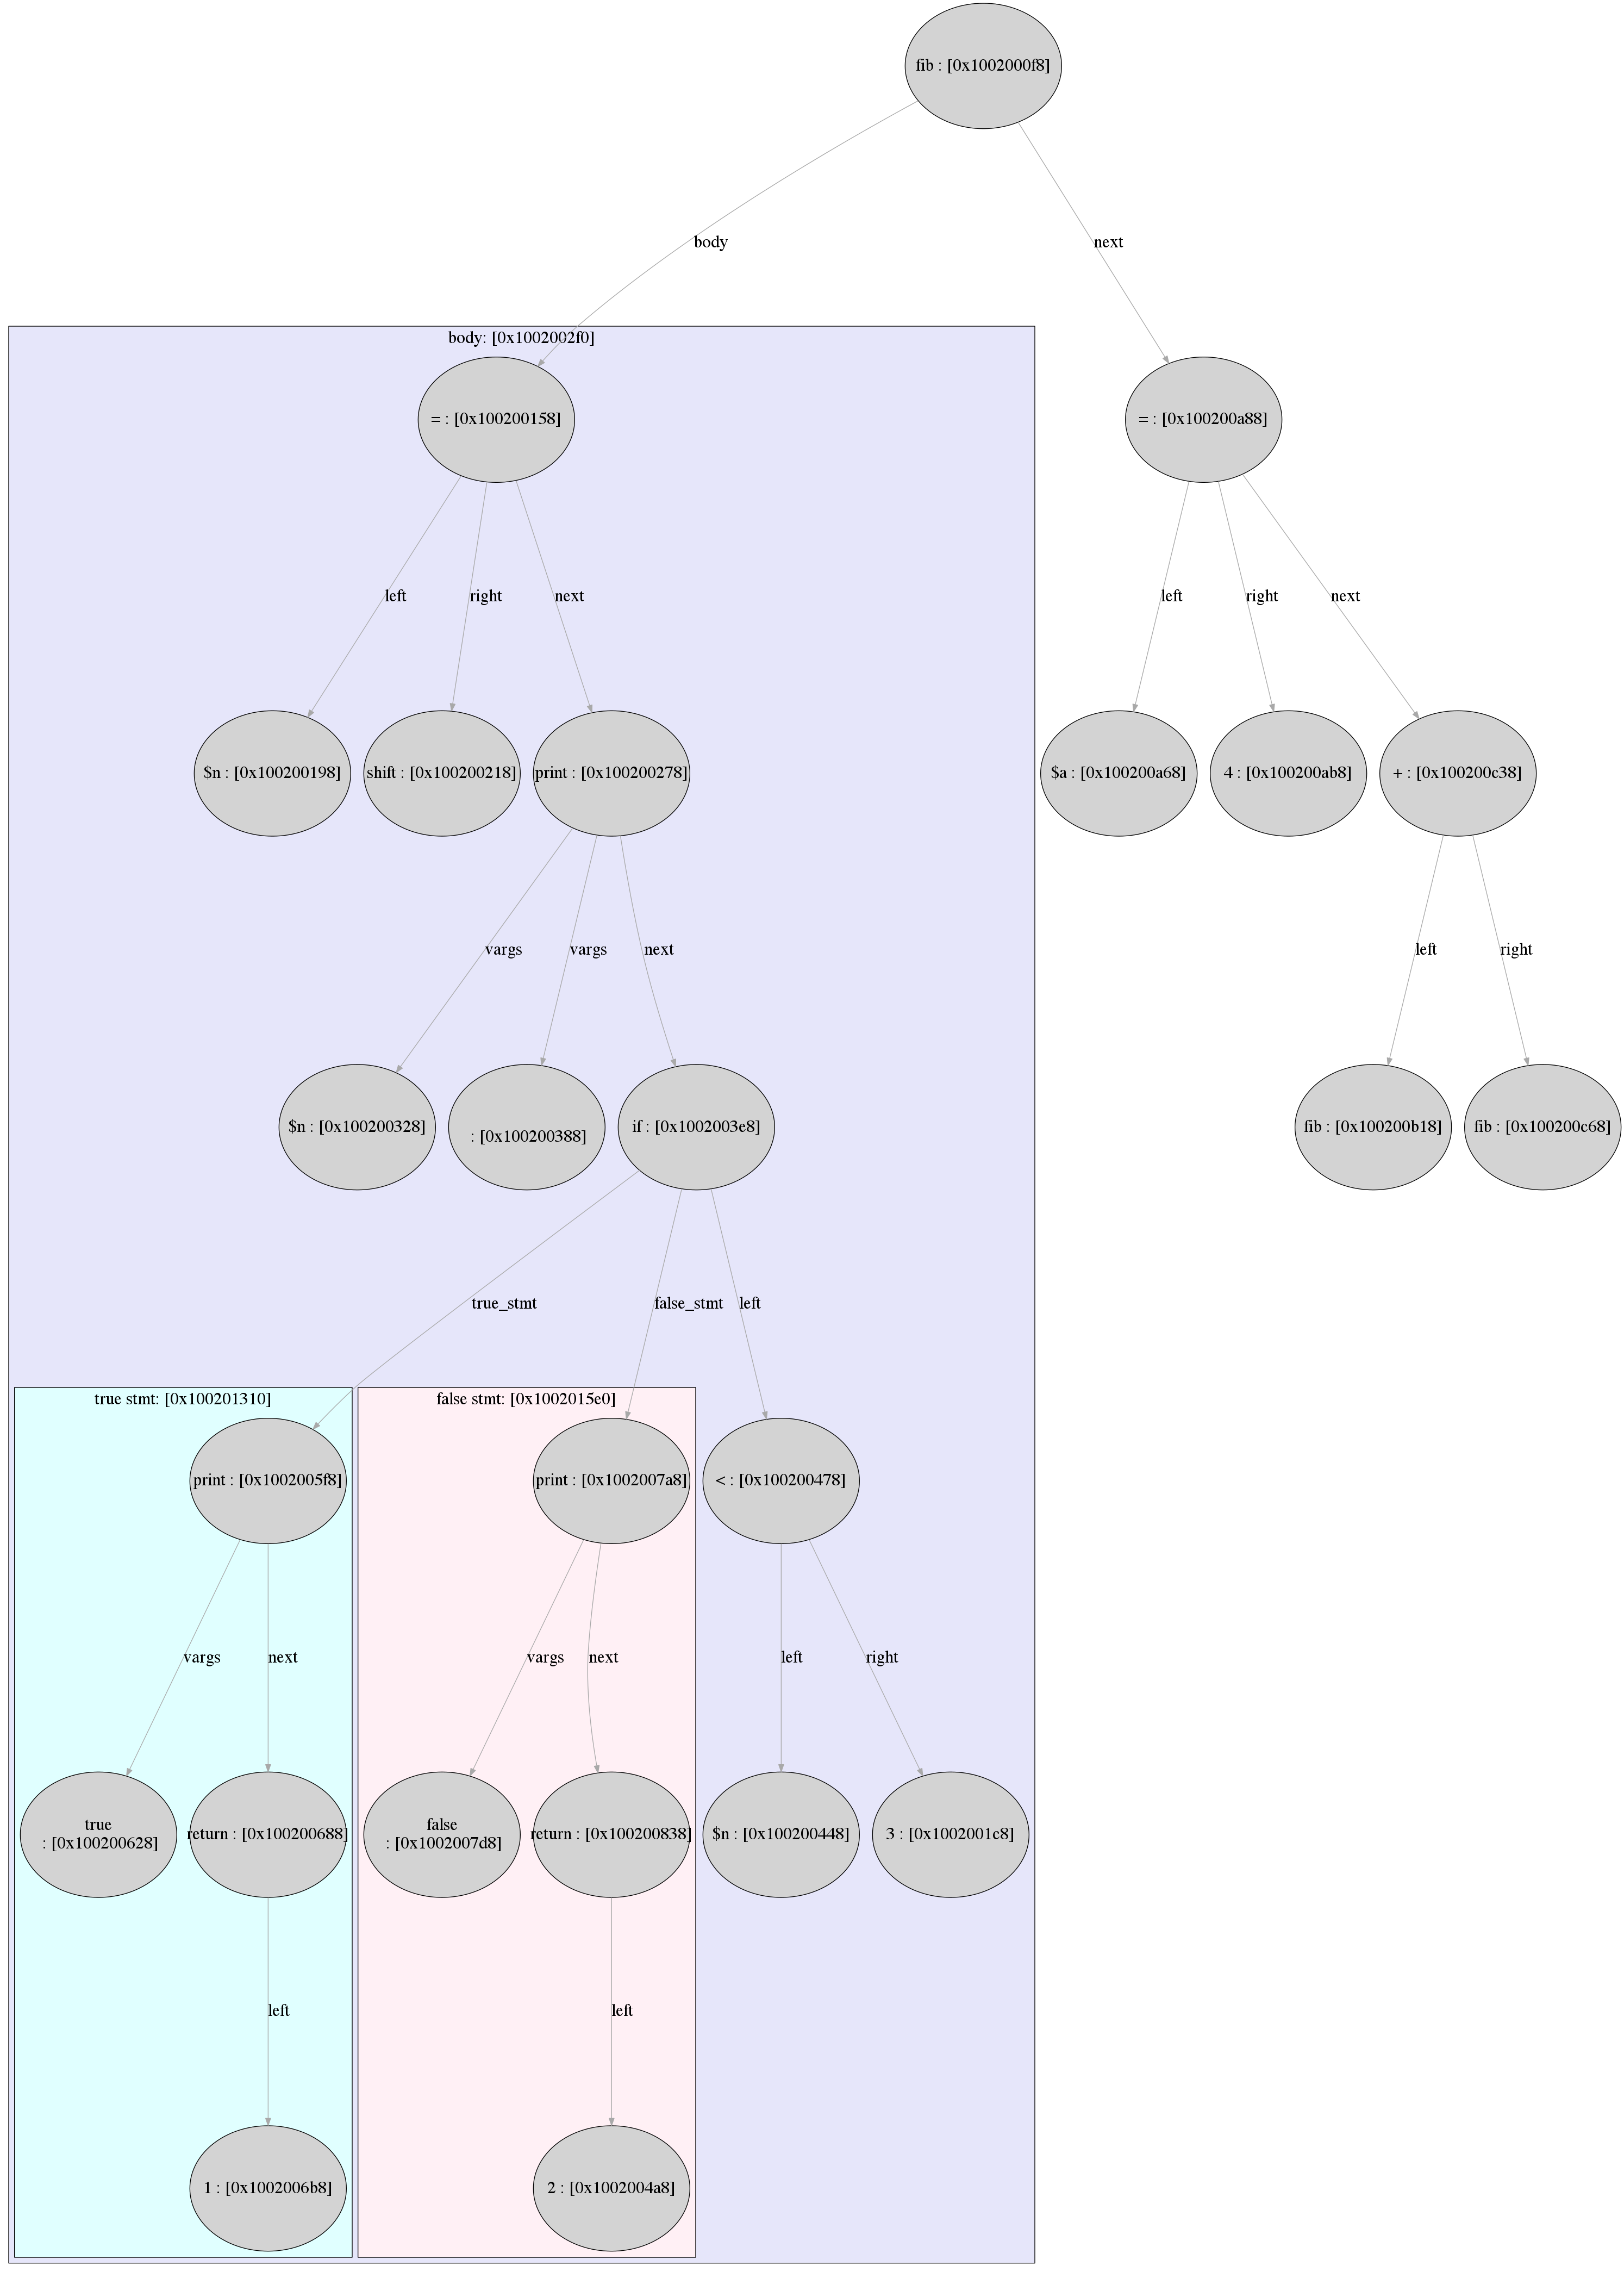 fib : [0x1002000f8]
body
next
body: [0x1002002f0]
= : [0x100200158]
= : [0x100200a88]
left
right
next
left
right
next
$n : [0x100200198]
shift : [0x100200218]
print : [0x100200278]
$a : [0x100200a68]
4 : [0x100200ab8]
+ : [0x100200c38]
vargs
vargs
next
left
right
$n : [0x100200328]
: [0x100200388]
if : [0x1002003e8]
fib : [0x100200b18]
fib : [0x100200c68]
true_stmt
false_stmt
left
true stmt: [0x100201310]
false stmt: [0x1002015e0]
print : [0x1002005f8]
print : [0x1002007a8]
< : [0x100200478]
vargs
next
vargs
next
left
right
true
: [0x100200628]
return : [0x100200688]
false
: [0x1002007d8]
return : [0x100200838]
$n : [0x100200448]
3 : [0x1002001c8]
left
left
1 : [0x1002006b8]
2 : [0x1002004a8]